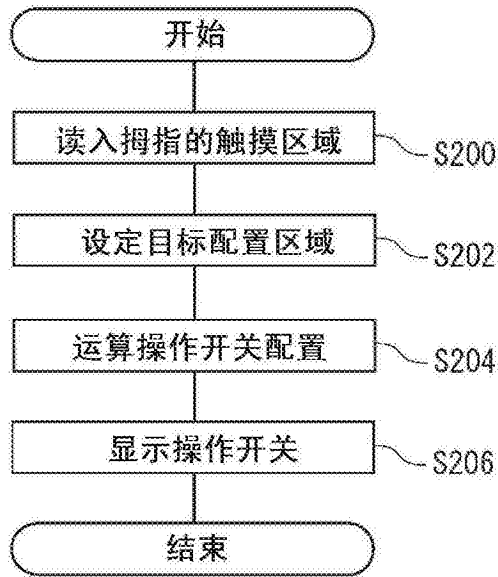 开始
读入拇指的触摸区域
S200
设定目标配置区域
S202
运算操作开关配置
S204
显示操作开关
S206
结束